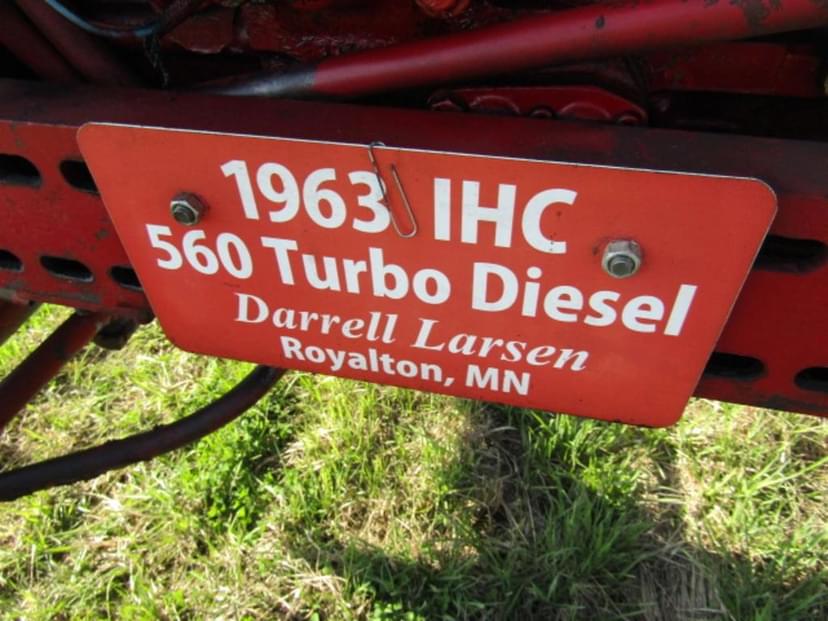 1963 IHC
560 Turbo Diesel
Darrell Larsen
Royalton, MN